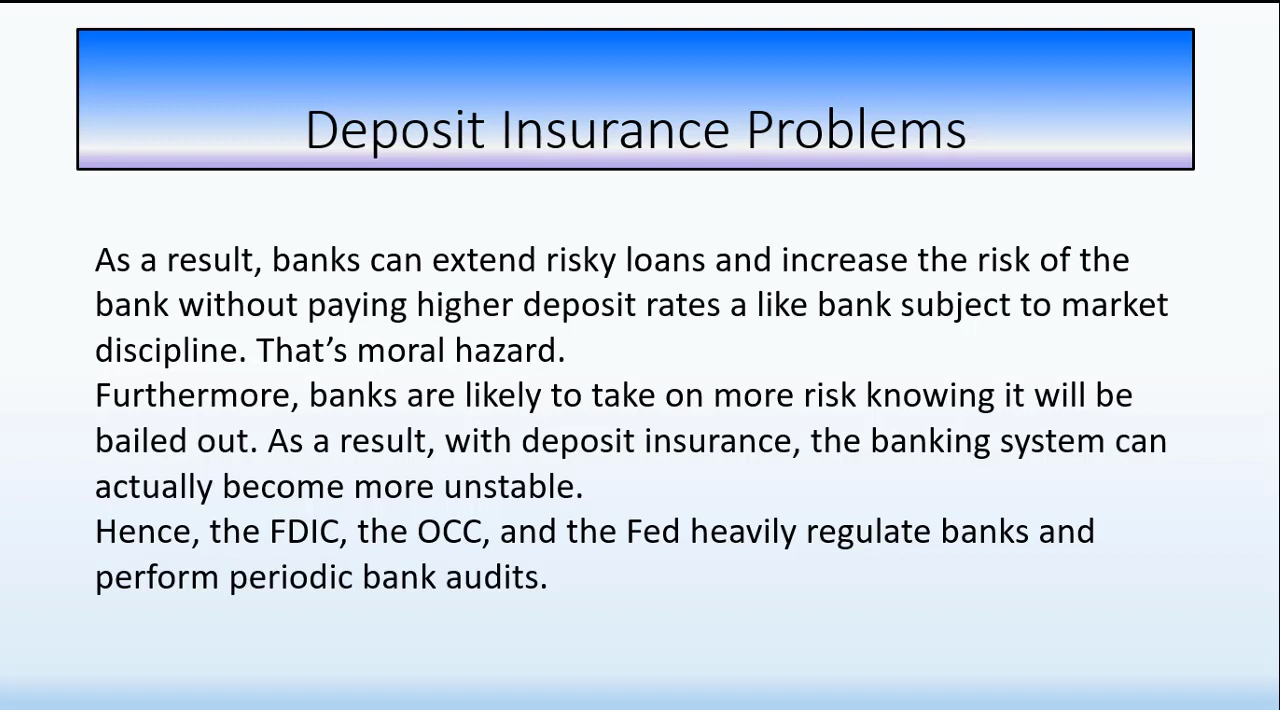 Deposit Insurance Problems
As a result, banks can extend risky loans and increase the risk of the
bank without paying higher deposit rates a like bank subject to market
discipline. That’s moral hazard.
Furthermore, banks are likely to take on more risk knowing it will be
bailed out. As a result, with deposit insurance, the banking system can
actually become more unstable.
Hence, the FDIC, the OCC, and the Fed heavily regulate banks and
perform periodic bank audits.